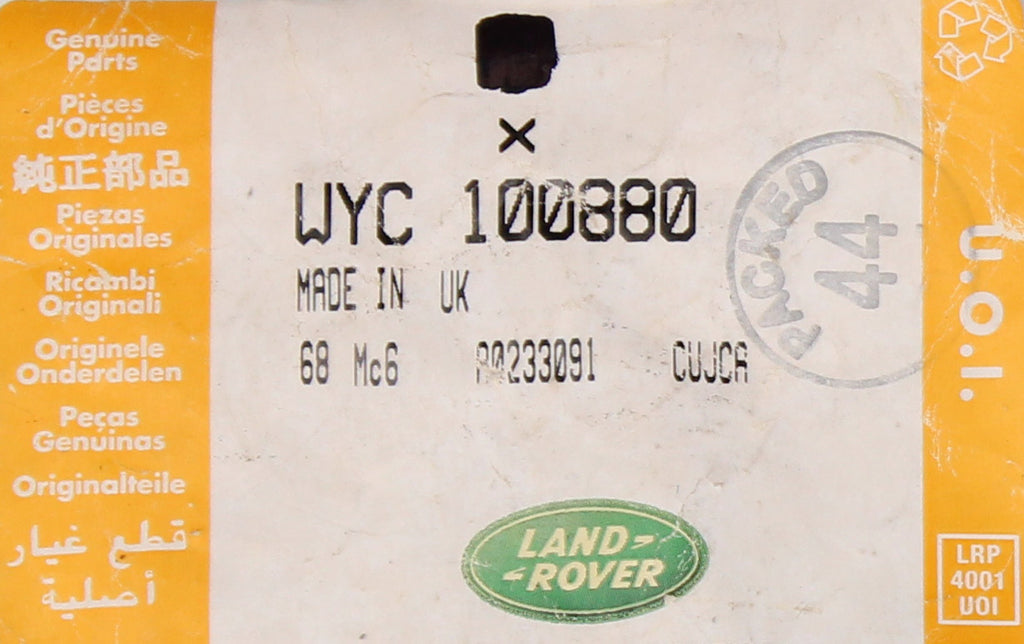 Genuine
Parts
Pièces
d'Origine
純正部品
Piezas
Originales
Ricambi
Originali
Originele
Onderdelen
Peças
Genuinas
Originalteile
قطع غيار
أصلية
X
WYC 100880
MADE IN UK
68 Mc6 A0233091 CUJCA
PACKED
44
LAND-
-ROVER
U.O.I.
LRP
4001
UOI